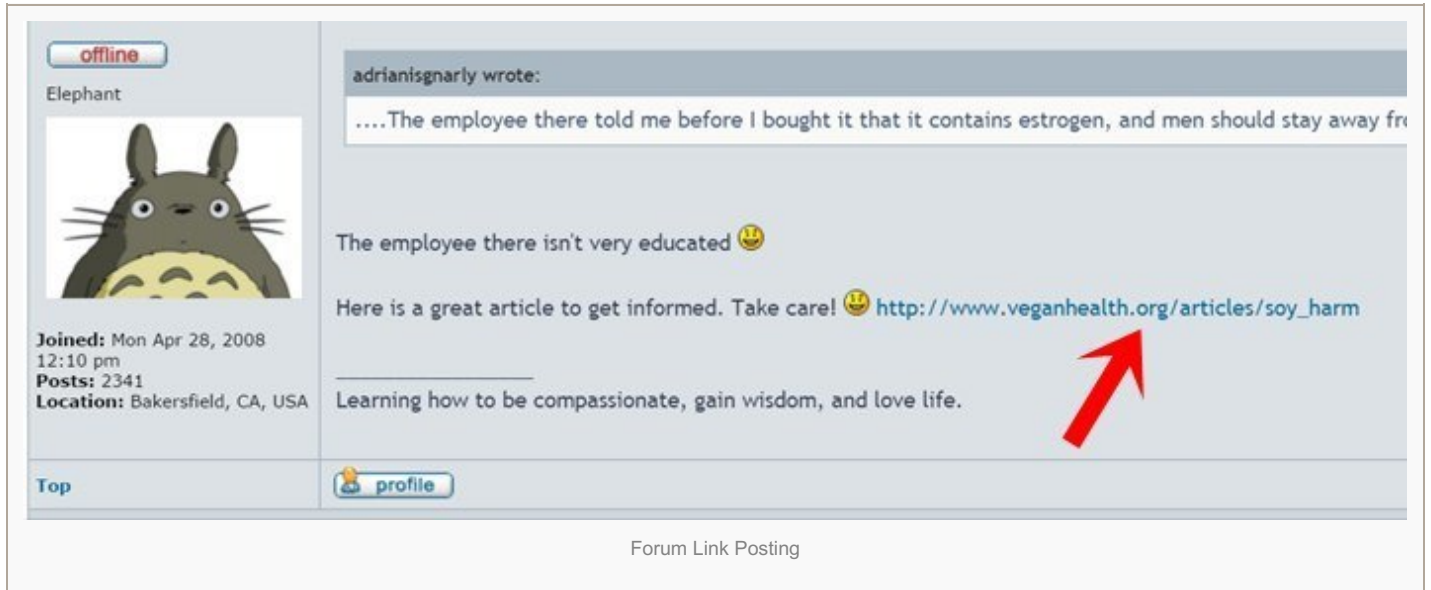 offline
Elephant
Joined: Mon Apr 28, 2008
12:10 pm
Posts: 2341
Location: Bakersfield, CA, USA
adrianisgnarly wrote:
....The employee there told me before I bought it that it contains estrogen, and men should stay away
The employee there isn't very educated
Here is a great article to get informed. Take care! http://www.veganhealth.org/articles/soy_harm
Learning how to be compassionate, gain wisdom, and love life.
Top
profile
Forum Link Posting